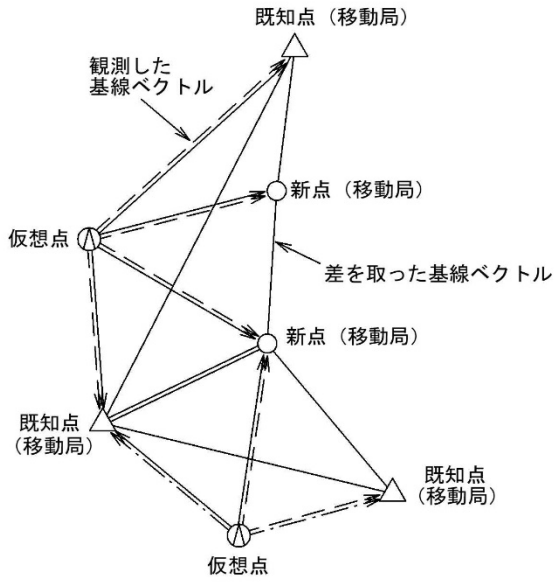 既知点（移動局）
観測した
基線ベクトル
新点（移動局）
仮想点
差を取った基線ベクトル
新点（移動局）
既知点
（移動局）
既知点
（移動局）
仮想点